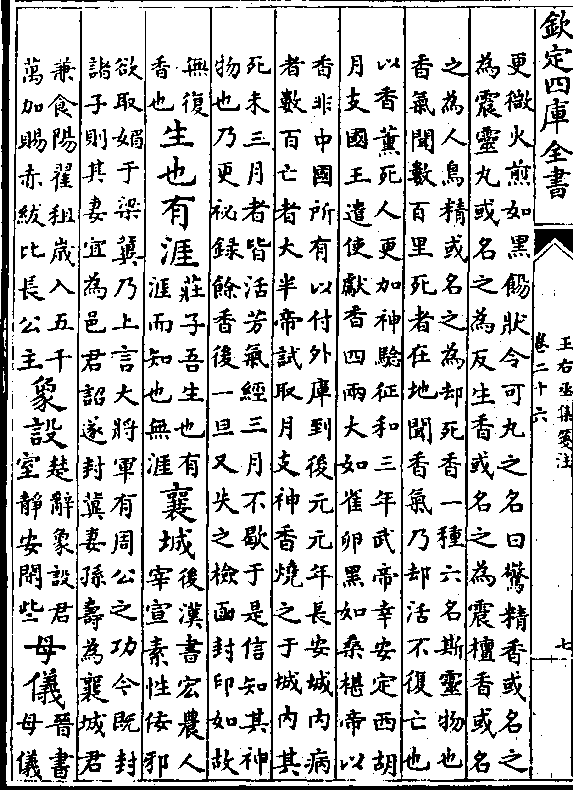 欽定四庫全書
王右丞集箋注
卷二十六
七
更微火煎如黑餳狀令可丸之名曰驚精香或名之
為震靈丸或名之為反生香或名之為震檀香或名
之為人鳥精或名之為却死香一種六名斯靈物也
香氣聞數百里死者在地聞香氣乃却活不復亡也
以香薰死人更加神驗征和三年武帝幸安定西胡
月支國王遣使獻香四兩大如雀卵黑如桑椹帝以
香非中國所有以付外庫到後元元年長安城内病
者數百亡者大半帝試取月支神香燒之于城内其
死未三月者皆活芳氣經三月不歇于是信知其神
物也乃更祕録餘香後一旦又失之檢函封印如故
無復香也 生也有涯 莊子吾生也有涯而知也無涯 襄城 後漢書宏農人宰宣素性佞邪
欲取媚于梁冀乃上言大將軍有周公之功今既封
諸子則其妻宜為邑君詔遂封冀妻孫壽為襄城君
兼食陽翟租歳入五千萬加賜赤紱比長公主 象設 楚辭象設君室靜安閒些 母儀 晉書母儀